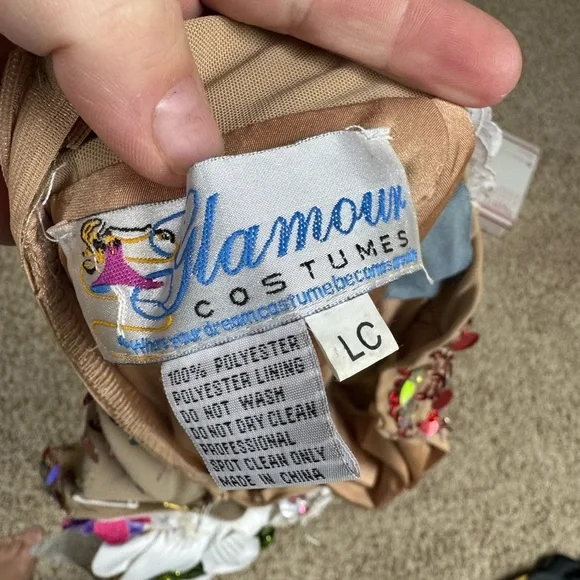 Glamour
COSTUMES
Where your dream costume becomes
LC
100% POLYESTER
POLYESTER LINING
DO NOT WASH
DO NOT DRY CLEAN
PROFESSIONAL
SPOT CLEAN ONLY
MADE IN CHINA